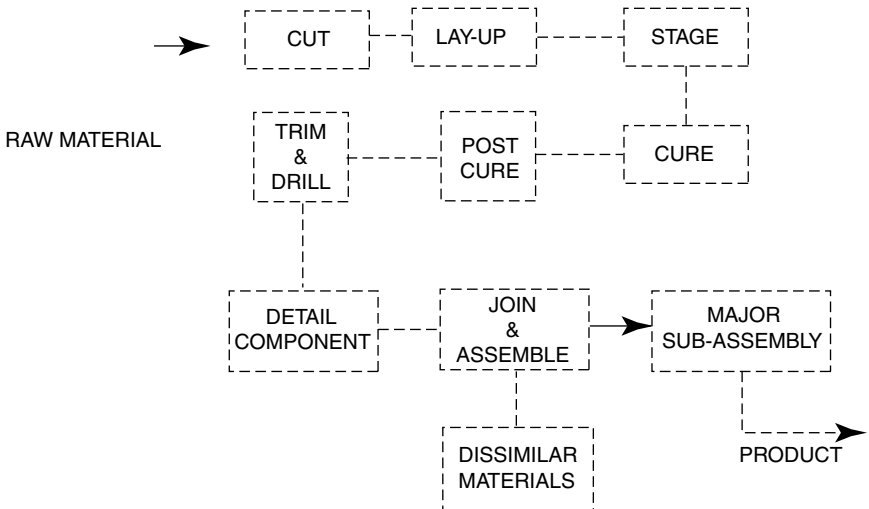 CUT
LAY-UP
STAGE
RAW MATERIAL
TRIM
&
DRILL
POST
CURE
CURE
DETAIL
COMPONENT
JOIN
&
ASSEMBLE
MAJOR
SUB-ASSEMBLY
DISSIMILAR
MATERIALS
PRODUCT